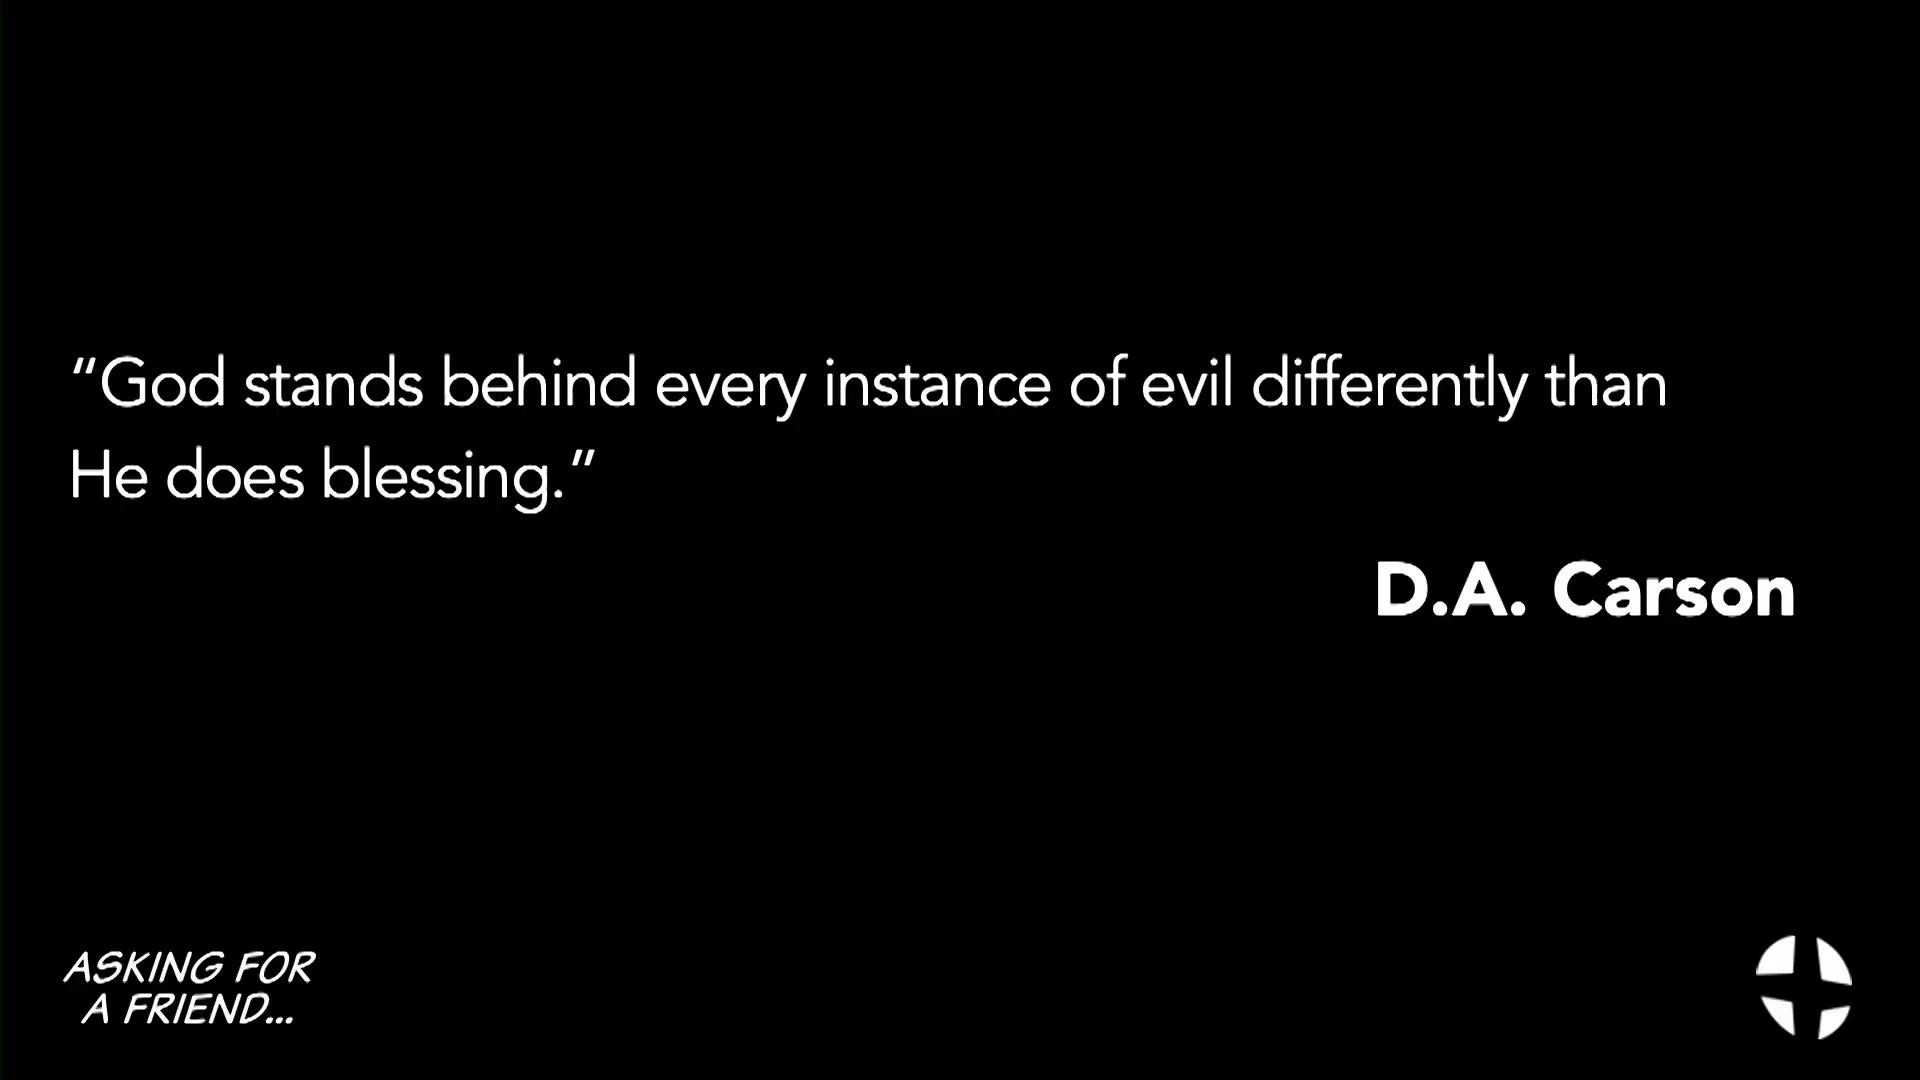 “God stands behind every instance of evil differently than
He does blessing.”
D.A. Carson
ASKING FOR
A FRIEND...